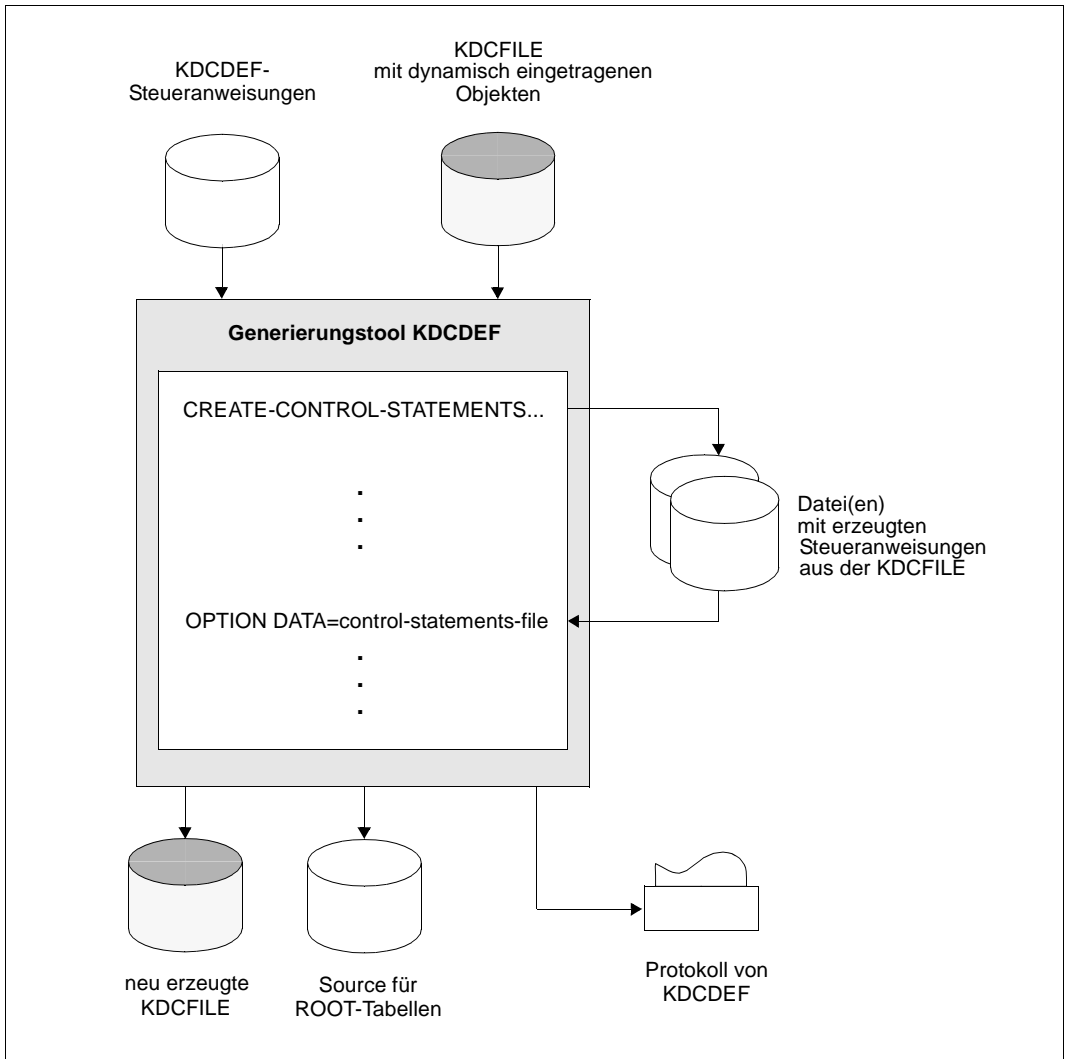 KDCDEF-
Steueranweisungen
KDCFILE
mit dynamisch eingetragenen
Objekten
Generierungstool KDCDEF
CREATE-CONTROL-STATEMENTS...
.
.
.
Datei(en)
mit erzeugten
Steueranweisungen
aus der KDCFILE
OPTION DATA=control-statements-file
.
.
.
neu erzeugte
KDCFILE
Source für
ROOT-Tabellen
Protokoll von
KDCDEF